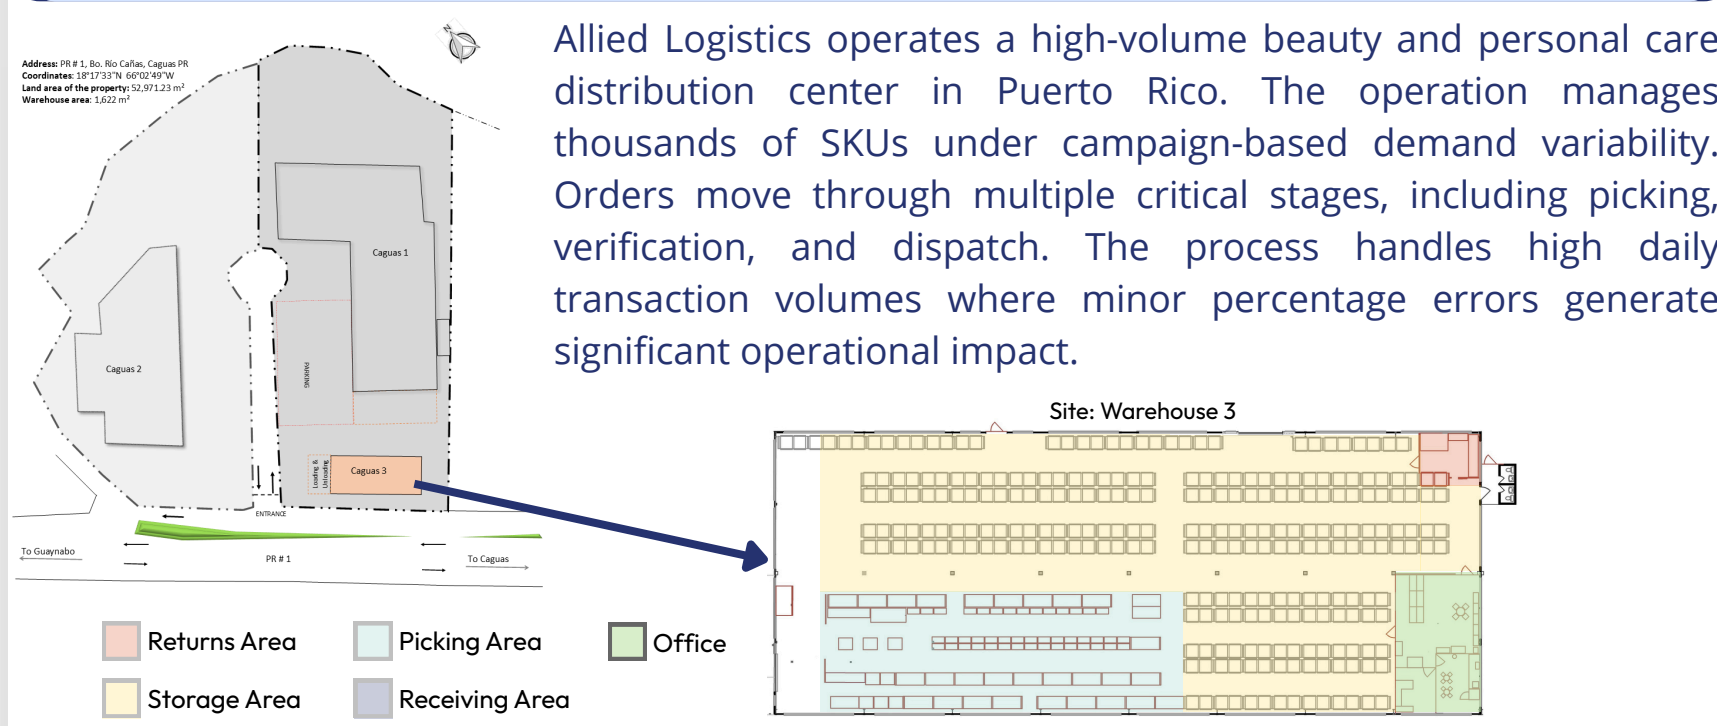 Address: PR # 1, Bo. Río Cañas, Caguas PR
Coordinates: 18°17'33"N 66°02'49"W
Land area of the property: 52,971.23 m²
Warehouse area: 1,622 m²
N
Caguas 1
Caguas 2
PARKING
Loading &
Unloading
Caguas 3
ENTRANCE
To Guaynabo
PR # 1
To Caguas
Allied Logistics operates a high-volume beauty and personal care
distribution center in Puerto Rico. The operation manages
thousands of SKUs under campaign-based demand variability.
Orders move through multiple critical stages, including picking,
verification, and dispatch. The process handles high daily
transaction volumes where minor percentage errors generate
significant operational impact.
Site: Warehouse 3
Returns Area
Picking Area
Office
Storage Area
Receiving Area